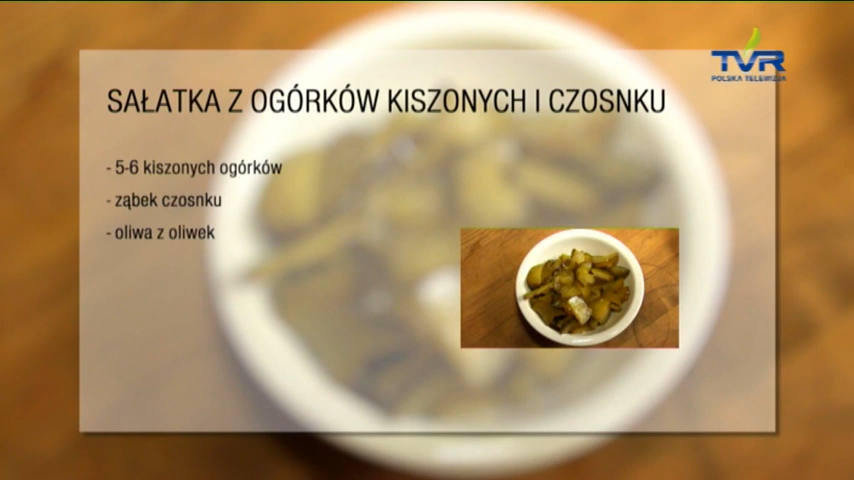 TVR
POLSKA TELEWIZJA
SAŁATKA Z OGÓRKÓW KISZONYCH I CZOSNKU
- 5-6 kiszonych ogórków
- ząbek czosnku
- oliwa z oliwek